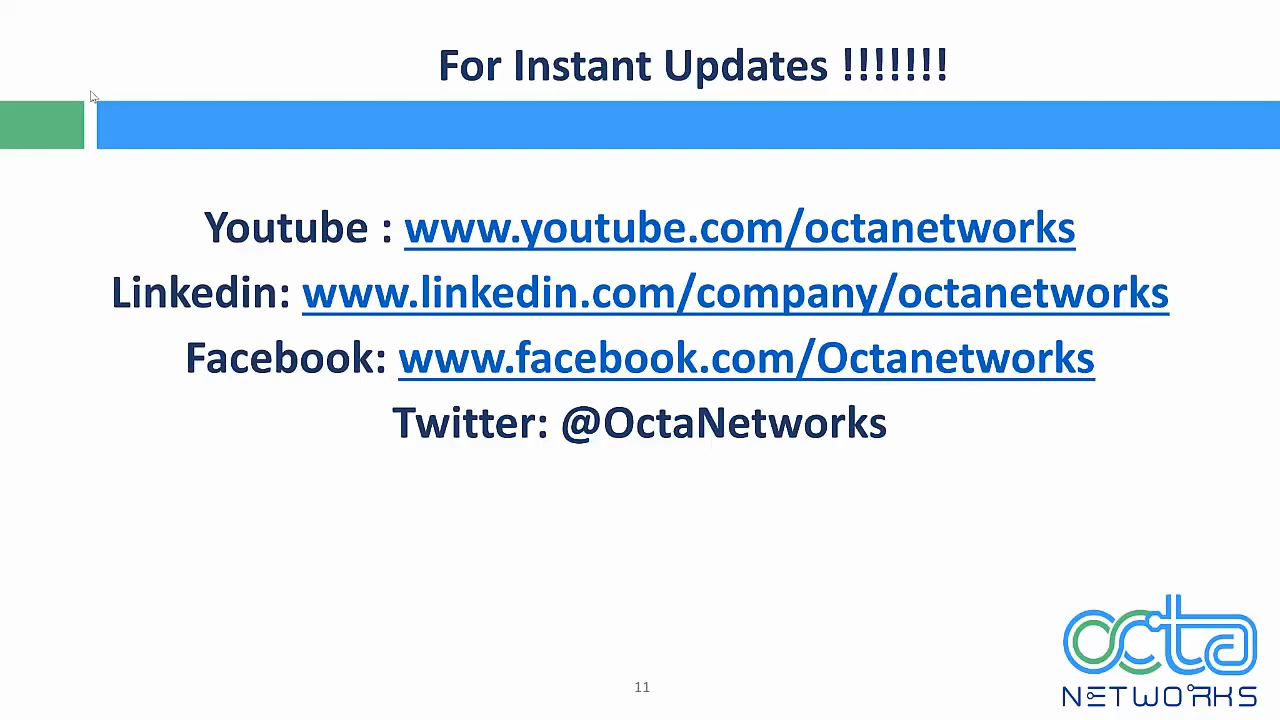 For Instant Updates !!!!!!!
Youtube : www.youtube.com/octanetworks
Linkedin: www.linkedin.com/company/octanetworks
Facebook: www.facebook.com/Octanetworks
Twitter: @OctaNetworks
11
octa
NETWORKS